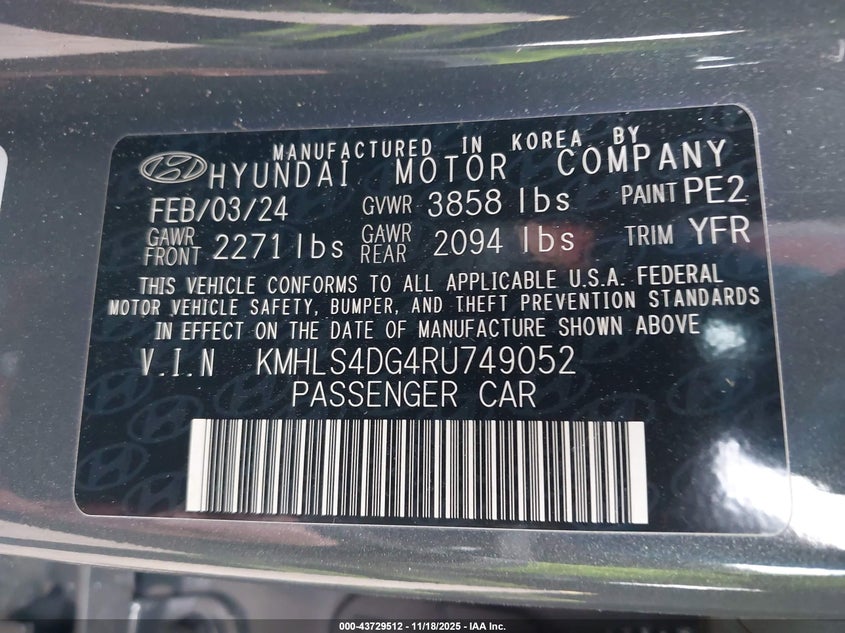 MANUFACTURED IN KOREA BY
HYUNDAI MOTOR COMPANY
FEB/03/24 GVWR 3858 lbs PAINT PE2
GAWR FRONT 2271 lbs GAWR REAR 2094 lbs TRIM YFR
THIS VEHICLE CONFORMS TO ALL APPLICABLE U.S.A. FEDERAL
MOTOR VEHICLE SAFETY, BUMPER, AND THEFT PREVENTION STANDARDS
IN EFFECT ON THE DATE OF MANUFACTURE SHOWN ABOVE
V.I.N KMHLS4DG4RU749052
PASSENGER CAR
000-43729512 - 11/18/2025 - IAA Inc.